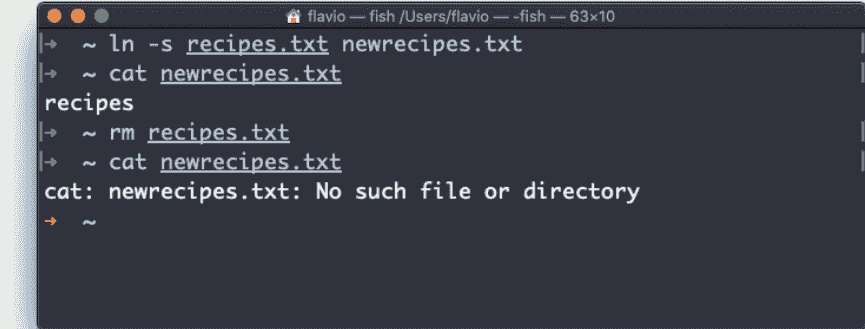 flavio — fish /Users/flavio — -fish — 63×10
➜ ~ ln -s recipes.txt newrecipes.txt
➜ ~ cat newrecipes.txt
recipes
➜ ~ rm recipes.txt
➜ ~ cat newrecipes.txt
cat: newrecipes.txt: No such file or directory
➜ ~